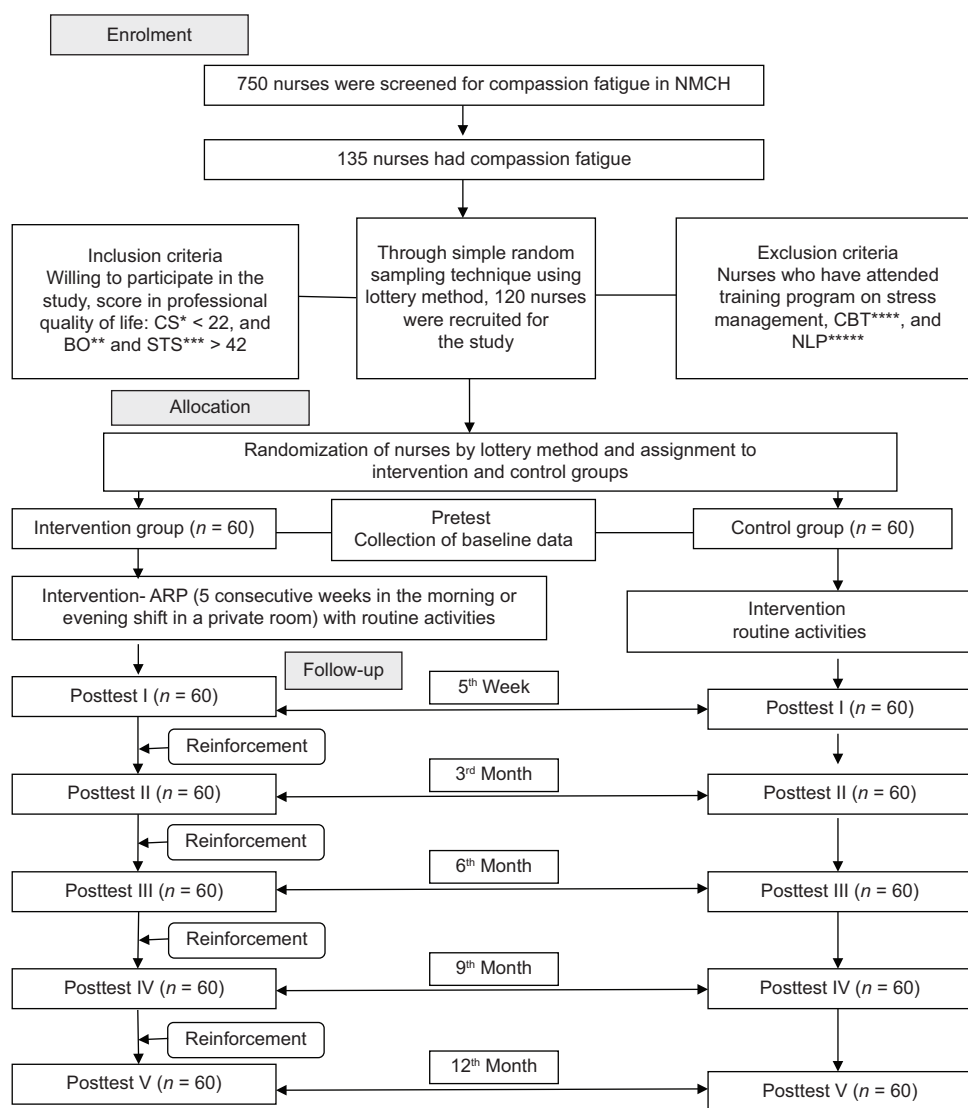 Enrolment
750 nurses were screened for compassion fatigue in NMCH
135 nurses had compassion fatigue
Inclusion criteria
Willing to participate in the
study, score in professional
quality of life: CS* < 22, and
BO** and STS*** > 42
Through simple random
sampling technique using
lottery method, 120 nurses
were recruited for
the study
Exclusion criteria
Nurses who have attended
training program on stress
management, CBT****, and
NLP*****
Allocation
Randomization of nurses by lottery method and assignment to
intervention and control groups
Intervention group (n = 60)
Pretest
Collection of baseline data
Control group (n = 60)
Intervention- ARP (5 consecutive weeks in the morning or
evening shift in a private room) with routine activities
Intervention
routine activities
Follow-up
Posttest I (n = 60)
5th Week
Posttest I (n = 60)
Reinforcement
Posttest II (n = 60)
3rd Month
Posttest II (n = 60)
Reinforcement
Posttest III (n = 60)
6th Month
Posttest III (n = 60)
Reinforcement
Posttest IV (n = 60)
9th Month
Posttest IV (n = 60)
Reinforcement
Posttest V (n = 60)
12th Month
Posttest V (n = 60)